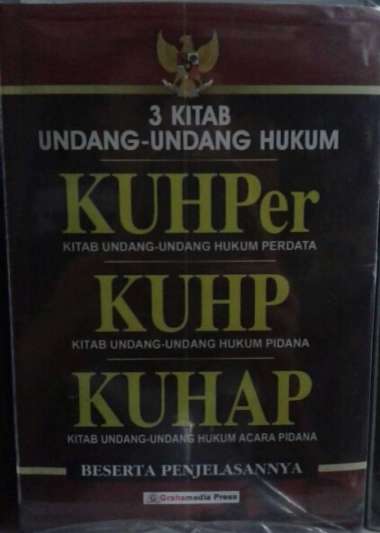 3 KITAB
UNDANG-UNDANG HUKUM
KUHPer
KITAB UNDANG-UNDANG HUKUM PERDATA
KUHP
KITAB UNDANG-UNDANG HUKUM PIDANA
KUHAP
KITAB UNDANG-UNDANG HUKUM ACARA PIDANA
BESERTA PENJELASANNYA
Grahamedia Press